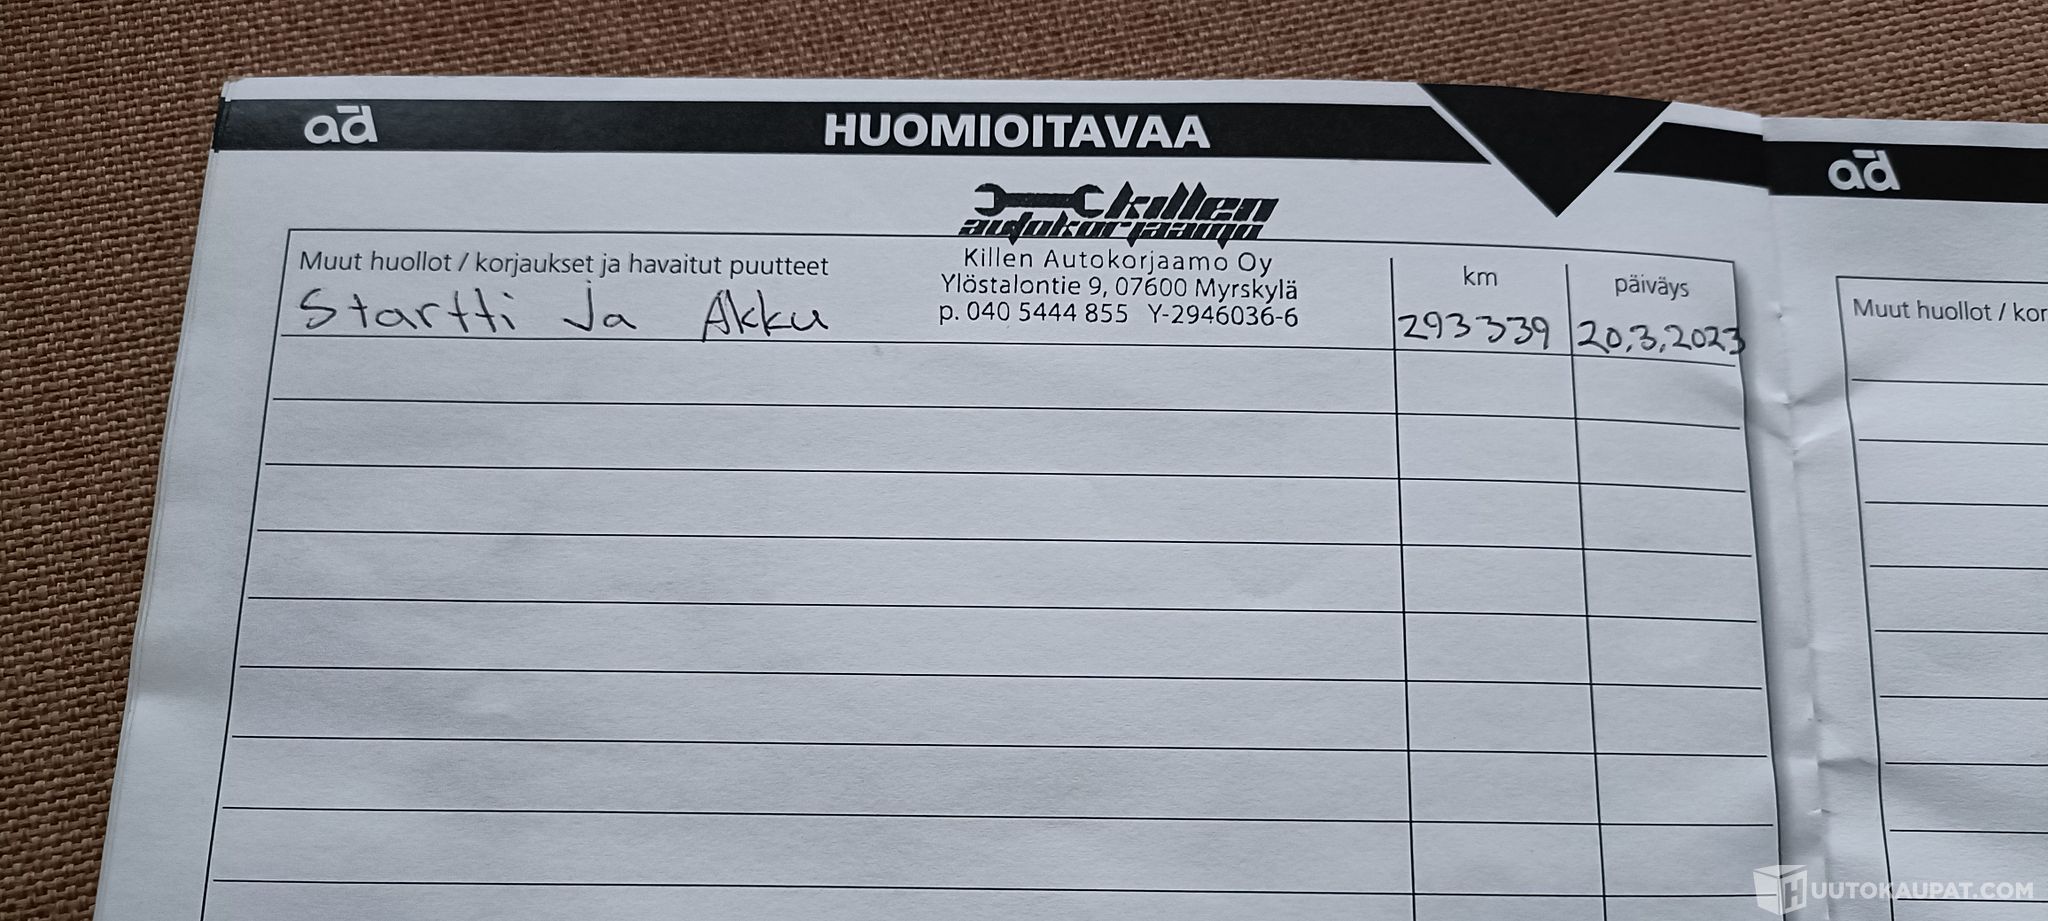 ad
HUOMIOITAVAA
ad
killen
autokorjaamo
Killen Autokorjaamo Oy
Ylöstalontie 9, 07600 Myrskylä
p. 040 5444 855 Y-2946036-6
Muut huollot / korjaukset ja havaitut puutteet
km
päiväys
Startti Ja Akku
293339
20.3.2023
Muut huollot / kor
HUUTOKAUPAT.COM